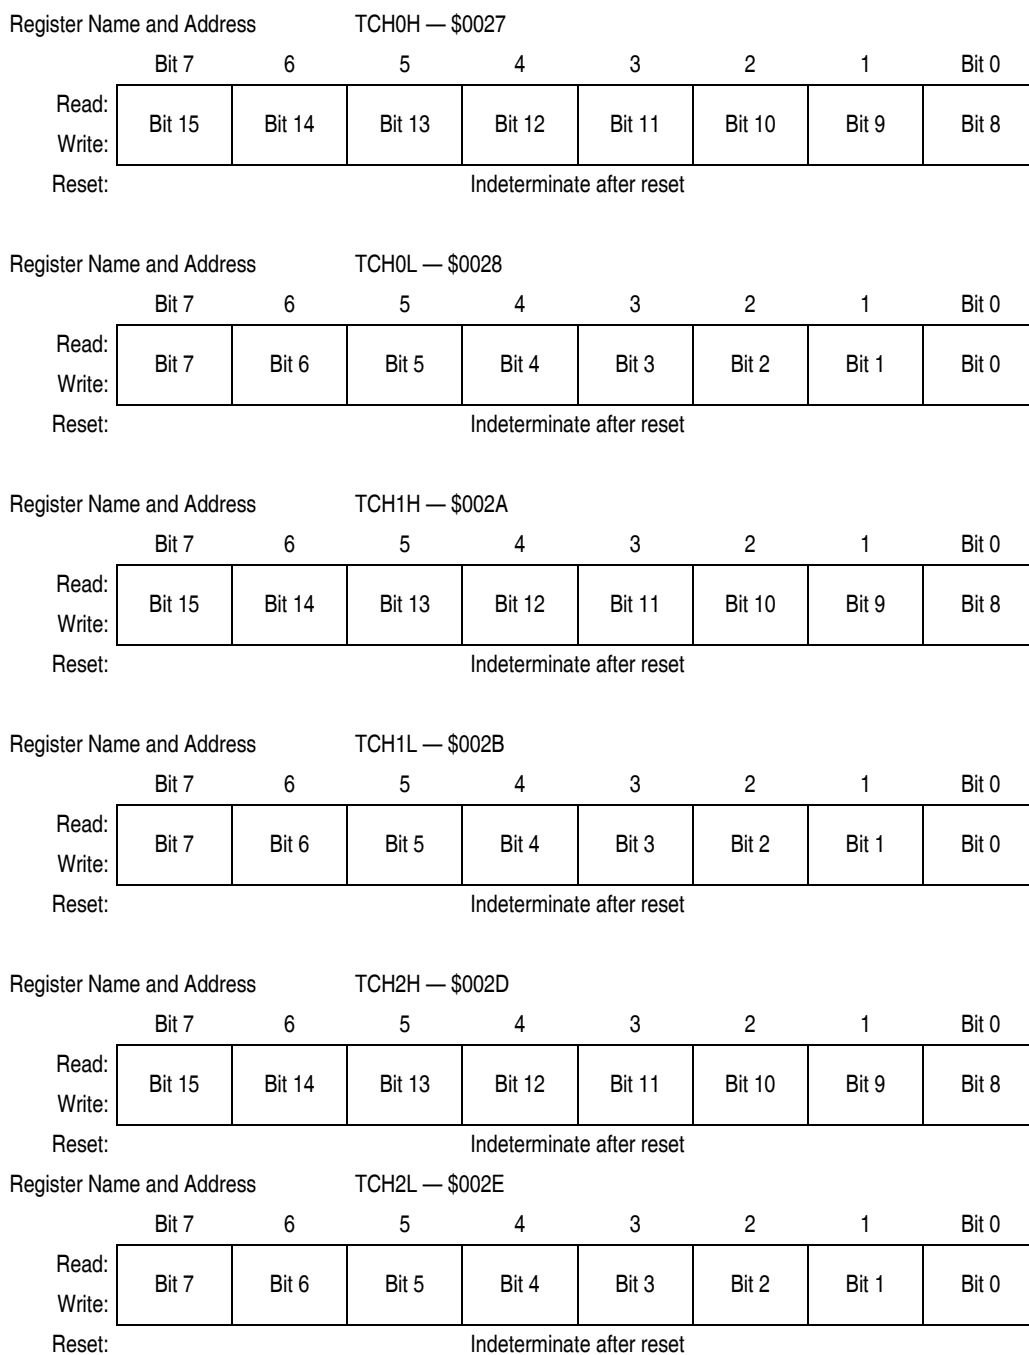 Register Name and Address TCH0H — $0027
Bit 7 6 5 4 3 2 1 Bit 0
Read:
Bit 15 Bit 14 Bit 13 Bit 12 Bit 11 Bit 10 Bit 9 Bit 8
Write:
Reset: Indeterminate after reset
Register Name and Address TCH0L — $0028
Bit 7 6 5 4 3 2 1 Bit 0
Read:
Bit 7 Bit 6 Bit 5 Bit 4 Bit 3 Bit 2 Bit 1 Bit 0
Write:
Reset: Indeterminate after reset
Register Name and Address TCH1H — $002A
Bit 7 6 5 4 3 2 1 Bit 0
Read:
Bit 15 Bit 14 Bit 13 Bit 12 Bit 11 Bit 10 Bit 9 Bit 8
Write:
Reset: Indeterminate after reset
Register Name and Address TCH1L — $002B
Bit 7 6 5 4 3 2 1 Bit 0
Read:
Bit 7 Bit 6 Bit 5 Bit 4 Bit 3 Bit 2 Bit 1 Bit 0
Write:
Reset: Indeterminate after reset
Register Name and Address TCH2H — $002D
Bit 7 6 5 4 3 2 1 Bit 0
Read:
Bit 15 Bit 14 Bit 13 Bit 12 Bit 11 Bit 10 Bit 9 Bit 8
Write:
Reset: Indeterminate after reset
Register Name and Address TCH2L — $002E
Bit 7 6 5 4 3 2 1 Bit 0
Read:
Bit 7 Bit 6 Bit 5 Bit 4 Bit 3 Bit 2 Bit 1 Bit 0
Write:
Reset: Indeterminate after reset